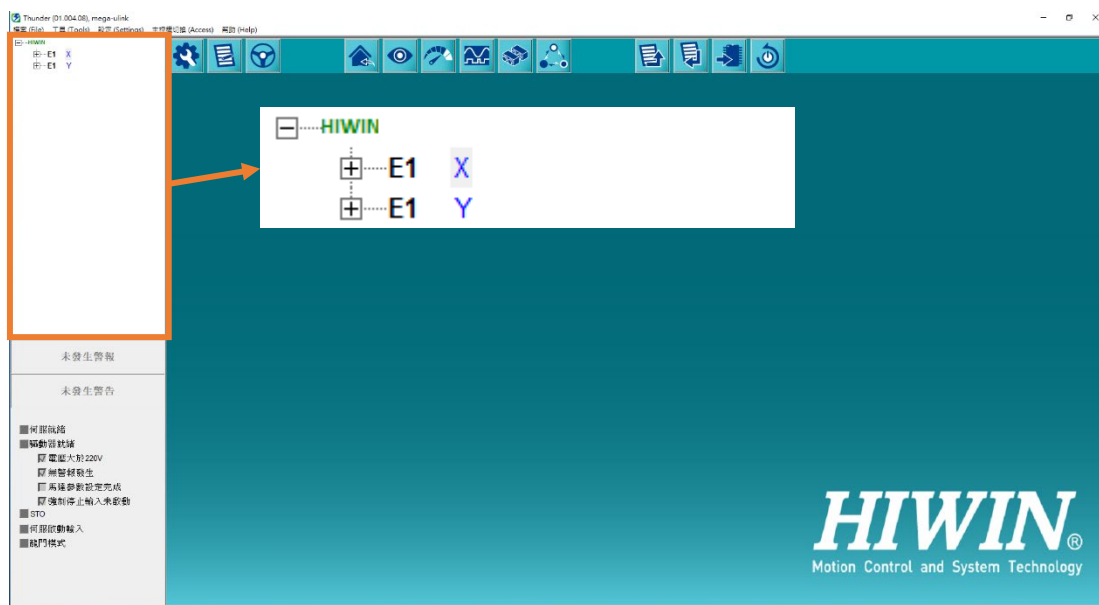 Thunder (01.004.08), mega-ulink
檔案 (File) 工具 (Tools) 設定 (Settings) 主控權切換 (Access) 幫助 (Help)
HIWIN
E1 X
E1 Y
HIWIN
E1 X
E1 Y
未發生警報
未發生警告
伺服就緒
驅動器就緒
電壓大於220V
無警報發生
馬達參數設定完成
強制停止輸入未啟動
STO
伺服啟動輸入
龍門模式
HIWIN®
Motion Control and System Technology